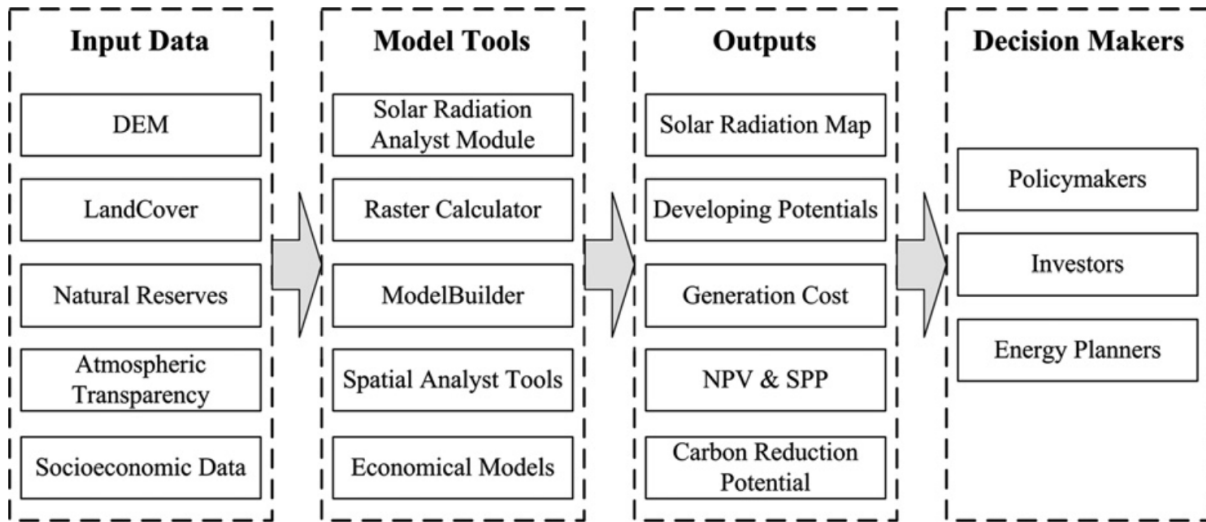 Input Data
DEM
LandCover
Natural Reserves
Atmospheric
Transparency
Socioeconomic Data
Model Tools
Solar Radiation
Analyst Module
Raster Calculator
ModelBuilder
Spatial Analyst Tools
Economical Models
Outputs
Solar Radiation Map
Developing Potentials
Generation Cost
NPV & SPP
Carbon Reduction
Potential
Decision Makers
Policymakers
Investors
Energy Planners